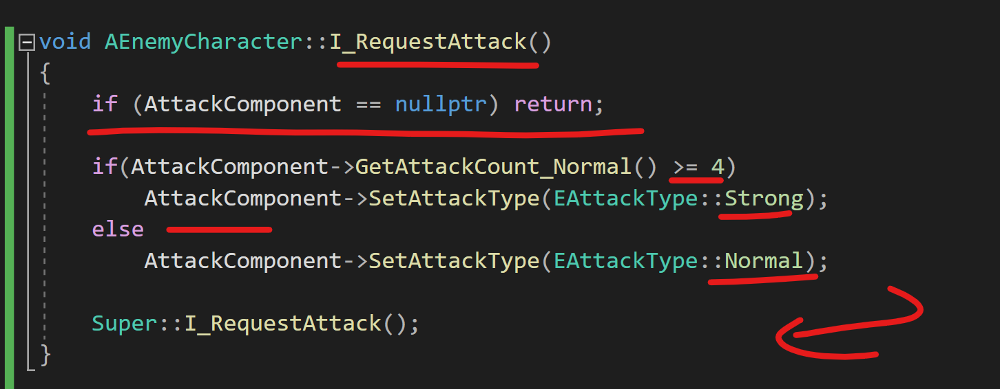 void AEnemyCharacter::I_RequestAttack()
{
if (AttackComponent == nullptr) return;
if(AttackComponent->GetAttackCount_Normal() >= 4)
AttackComponent->SetAttackType(EAttackType::Strong);
else
AttackComponent->SetAttackType(EAttackType::Normal);
Super::I_RequestAttack();
}